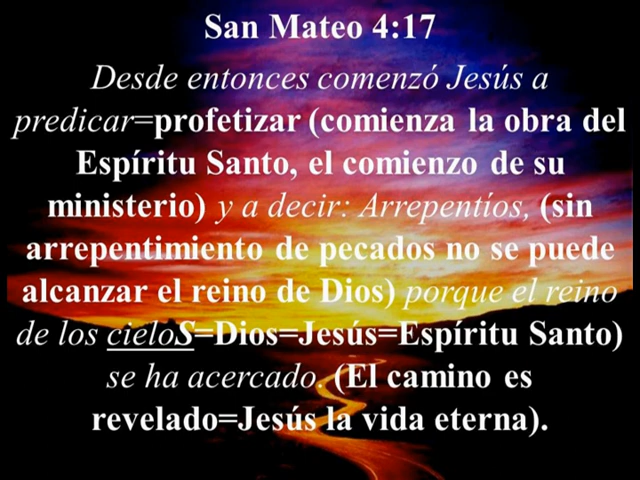 San Mateo 4:17
Desde entonces comenzó Jesús a
predicar=profetizar (comienza la obra del
Espíritu Santo, el comienzo de su
ministerio) y a decir: Arrepentíos, (sin
arrepentimiento de pecados no se puede
alcanzar el reino de Dios) porque el reino
de los cieloS=Dios=Jesús=Espíritu Santo)
se ha acercado. (El camino es
revelado=Jesús la vida eterna).